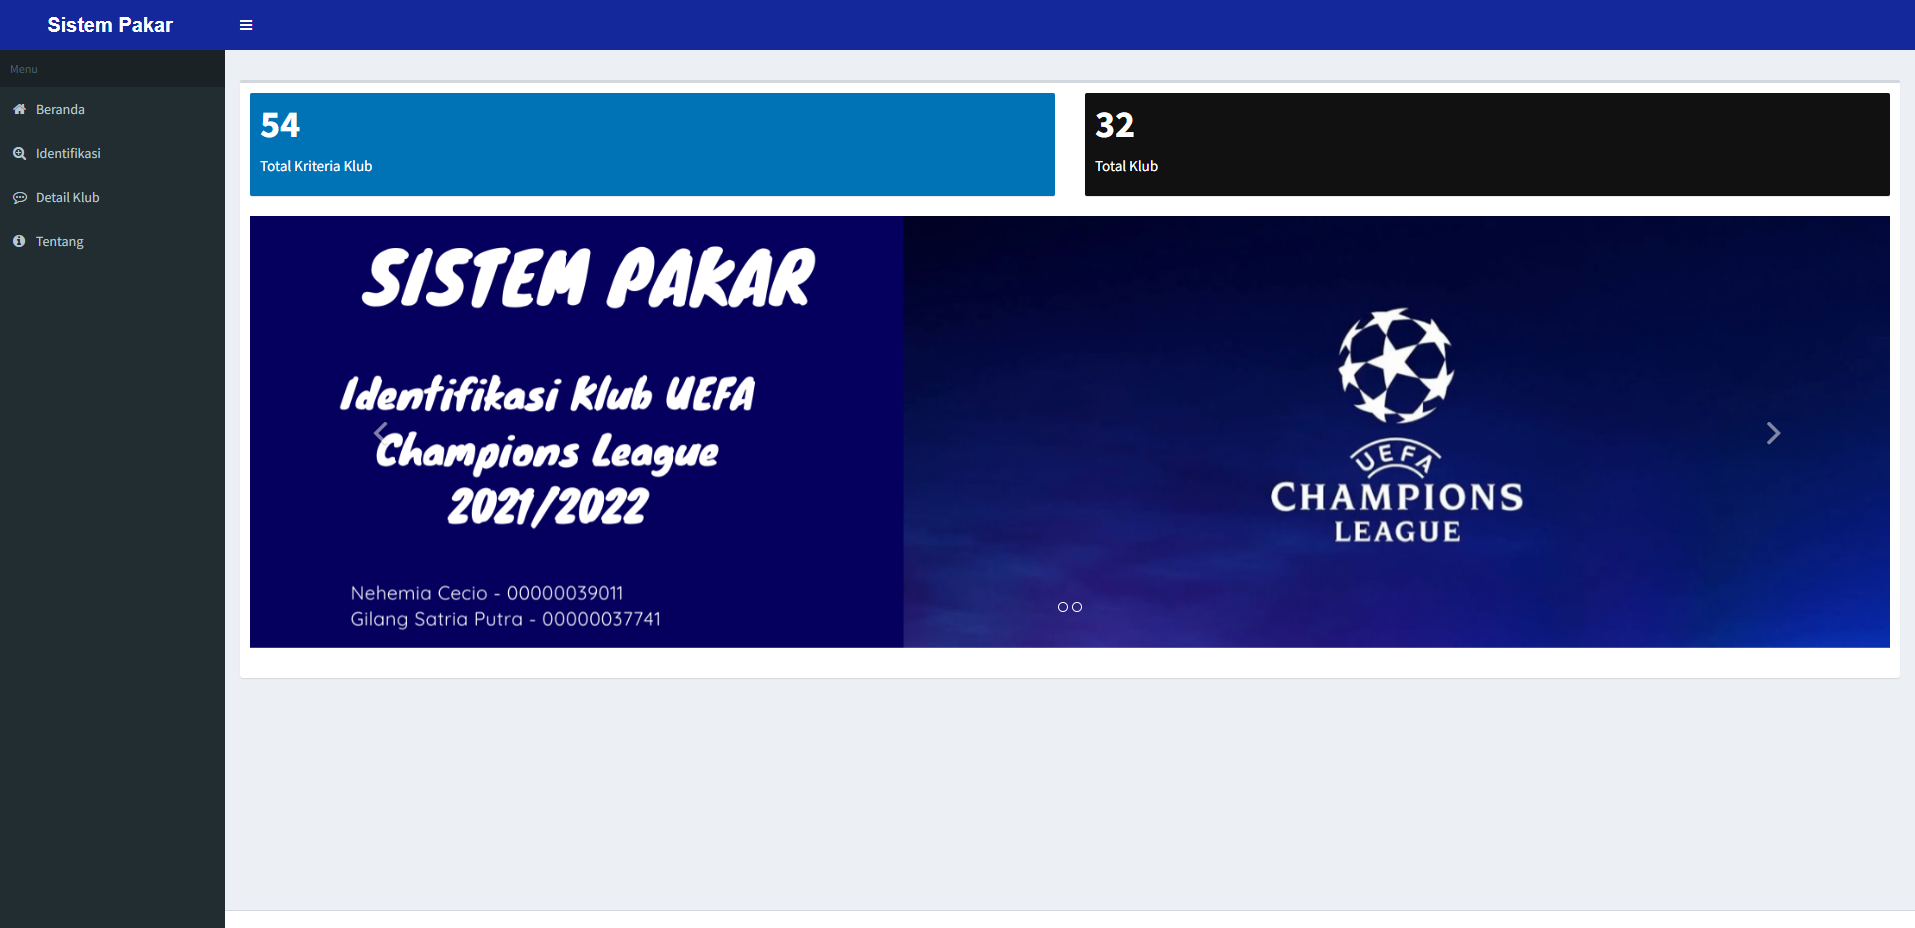 Sistem Pakar
Menu
Beranda
Identifikasi
Detail Klub
Tentang
54
Total Kriteria Klub
32
Total Klub
SISTEM PAKAR
Identifikasi Klub UEFA
Champions League
2021/2022
Nehemia Cecio - 00000039011
Gilang Satria Putra - 00000037741
UEFA
CHAMPIONS
LEAGUE